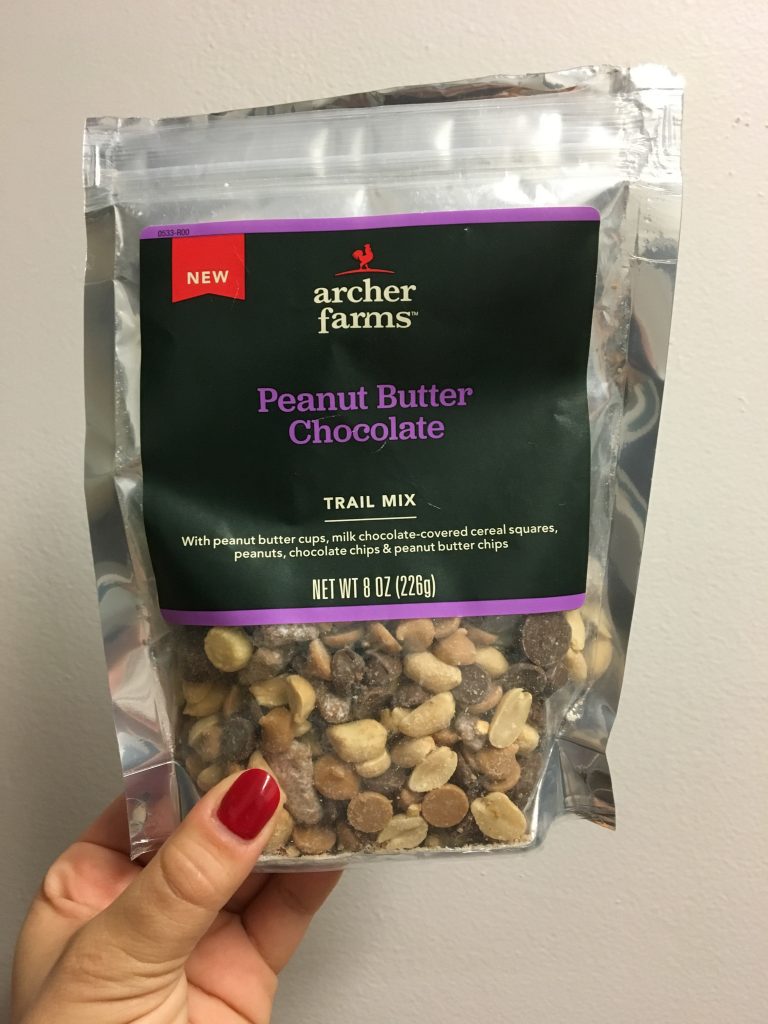 0533-R00
NEW
archer
farms™
Peanut Butter
Chocolate
TRAIL MIX
With peanut butter cups, milk chocolate-covered cereal squares,
peanuts, chocolate chips & peanut butter chips
NET WT 8 OZ (226g)